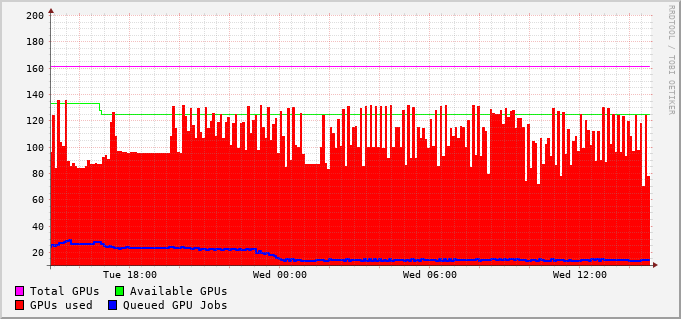 200
180
160
140
120
100
80
60
40
20
Tue 18:00 Wed 00:00 Wed 06:00 Wed 12:00
Total GPUs Available GPUs
GPUs used Queued GPU Jobs
RRDTOOL / TOBI OETIKER